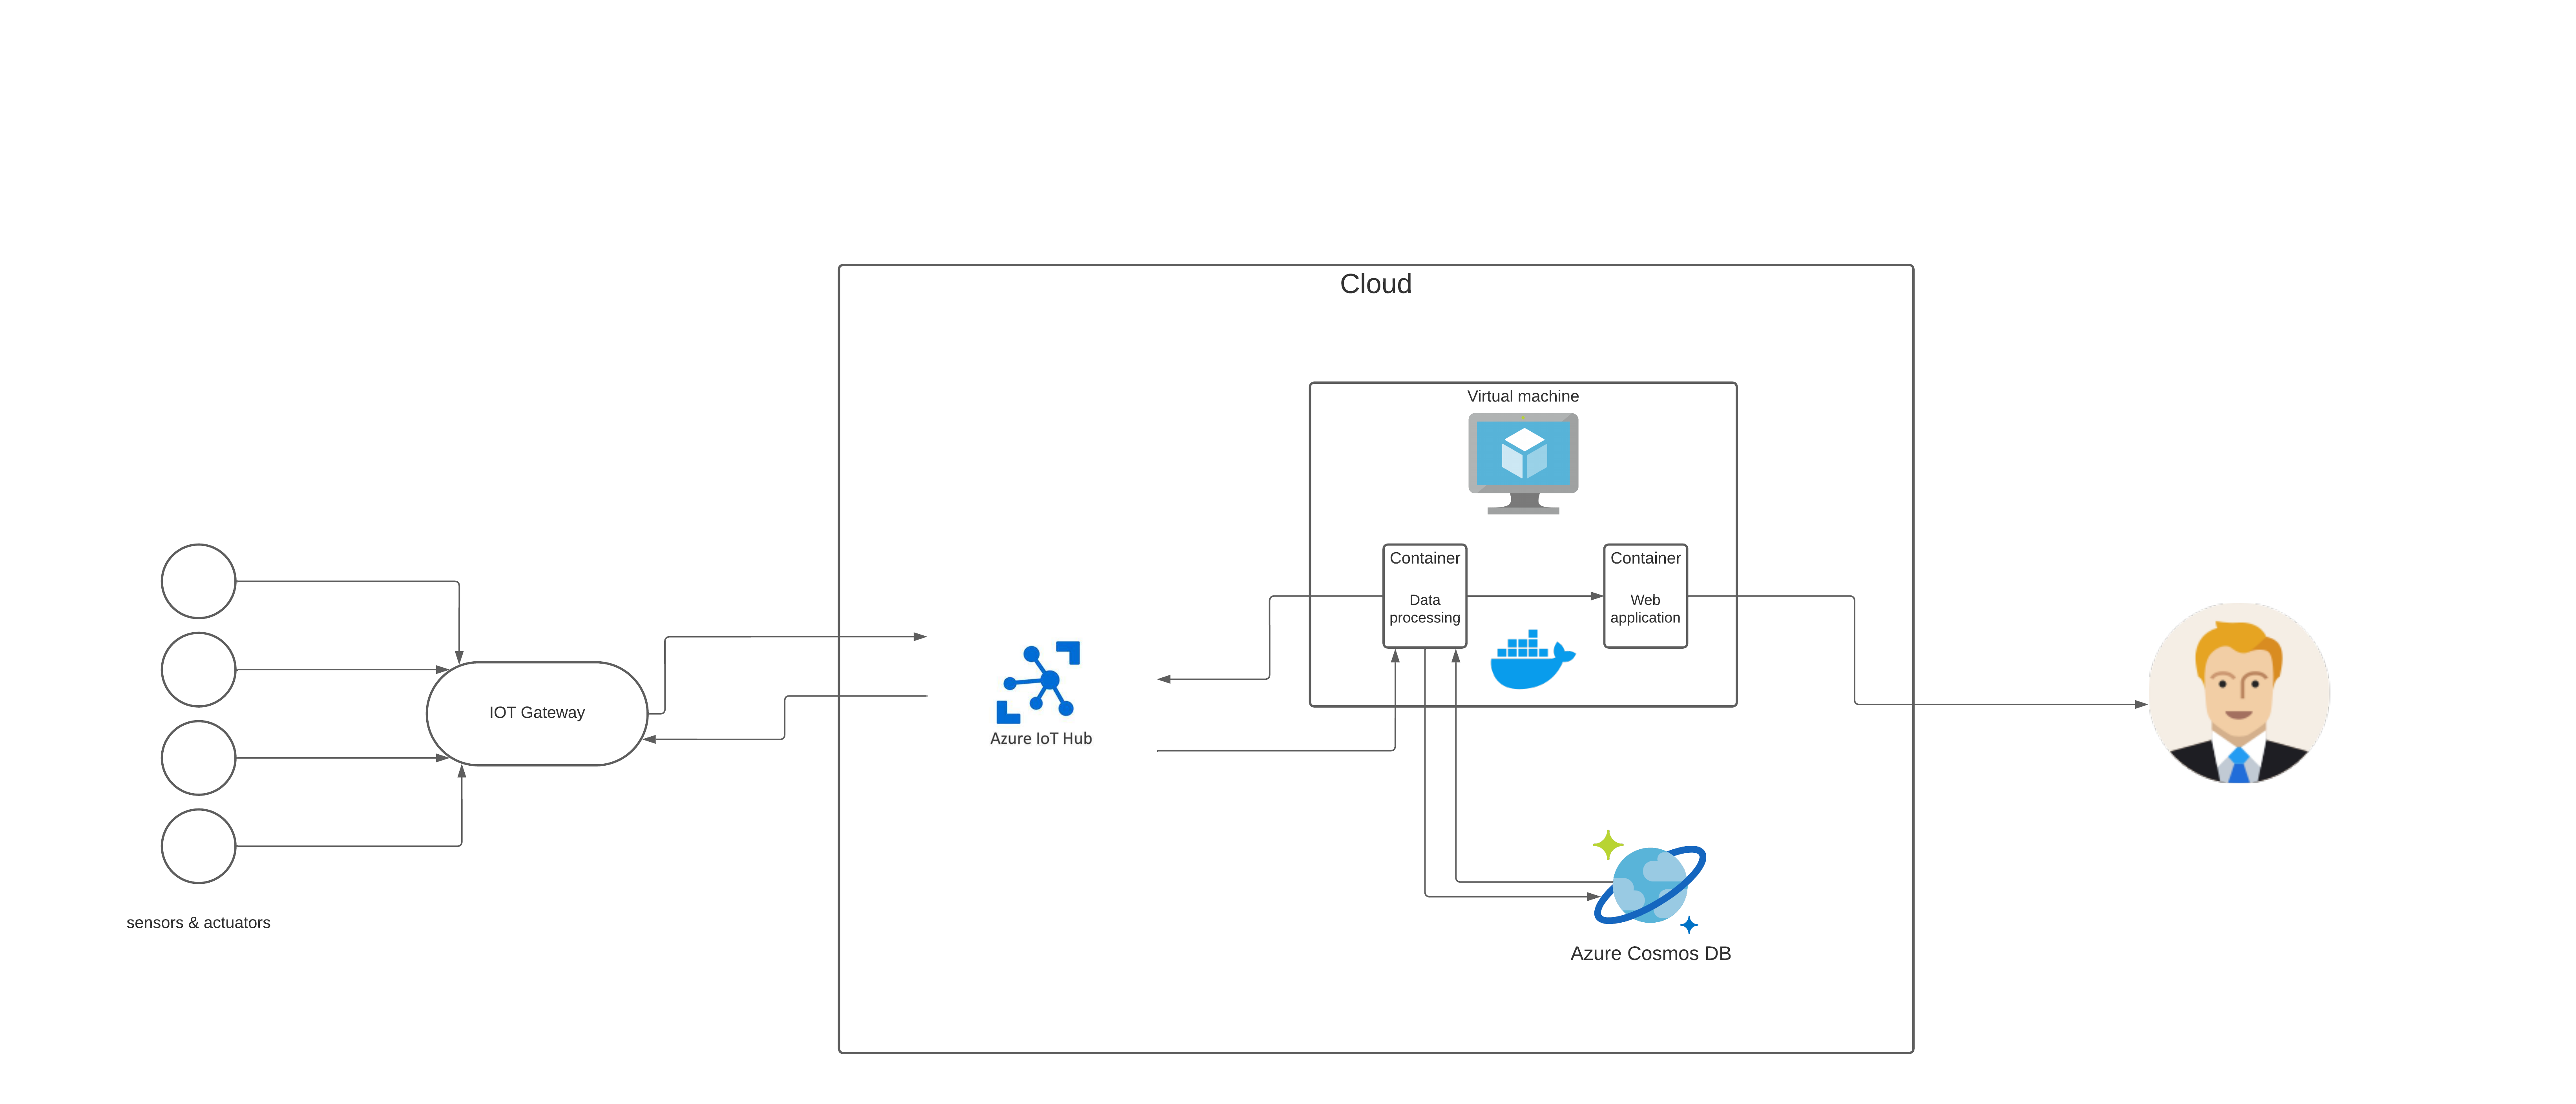 Cloud
Virtual machine
Container
Data
processing
Container
Web
application
IOT Gateway
Azure IoT Hub
sensors & actuators
Azure Cosmos DB